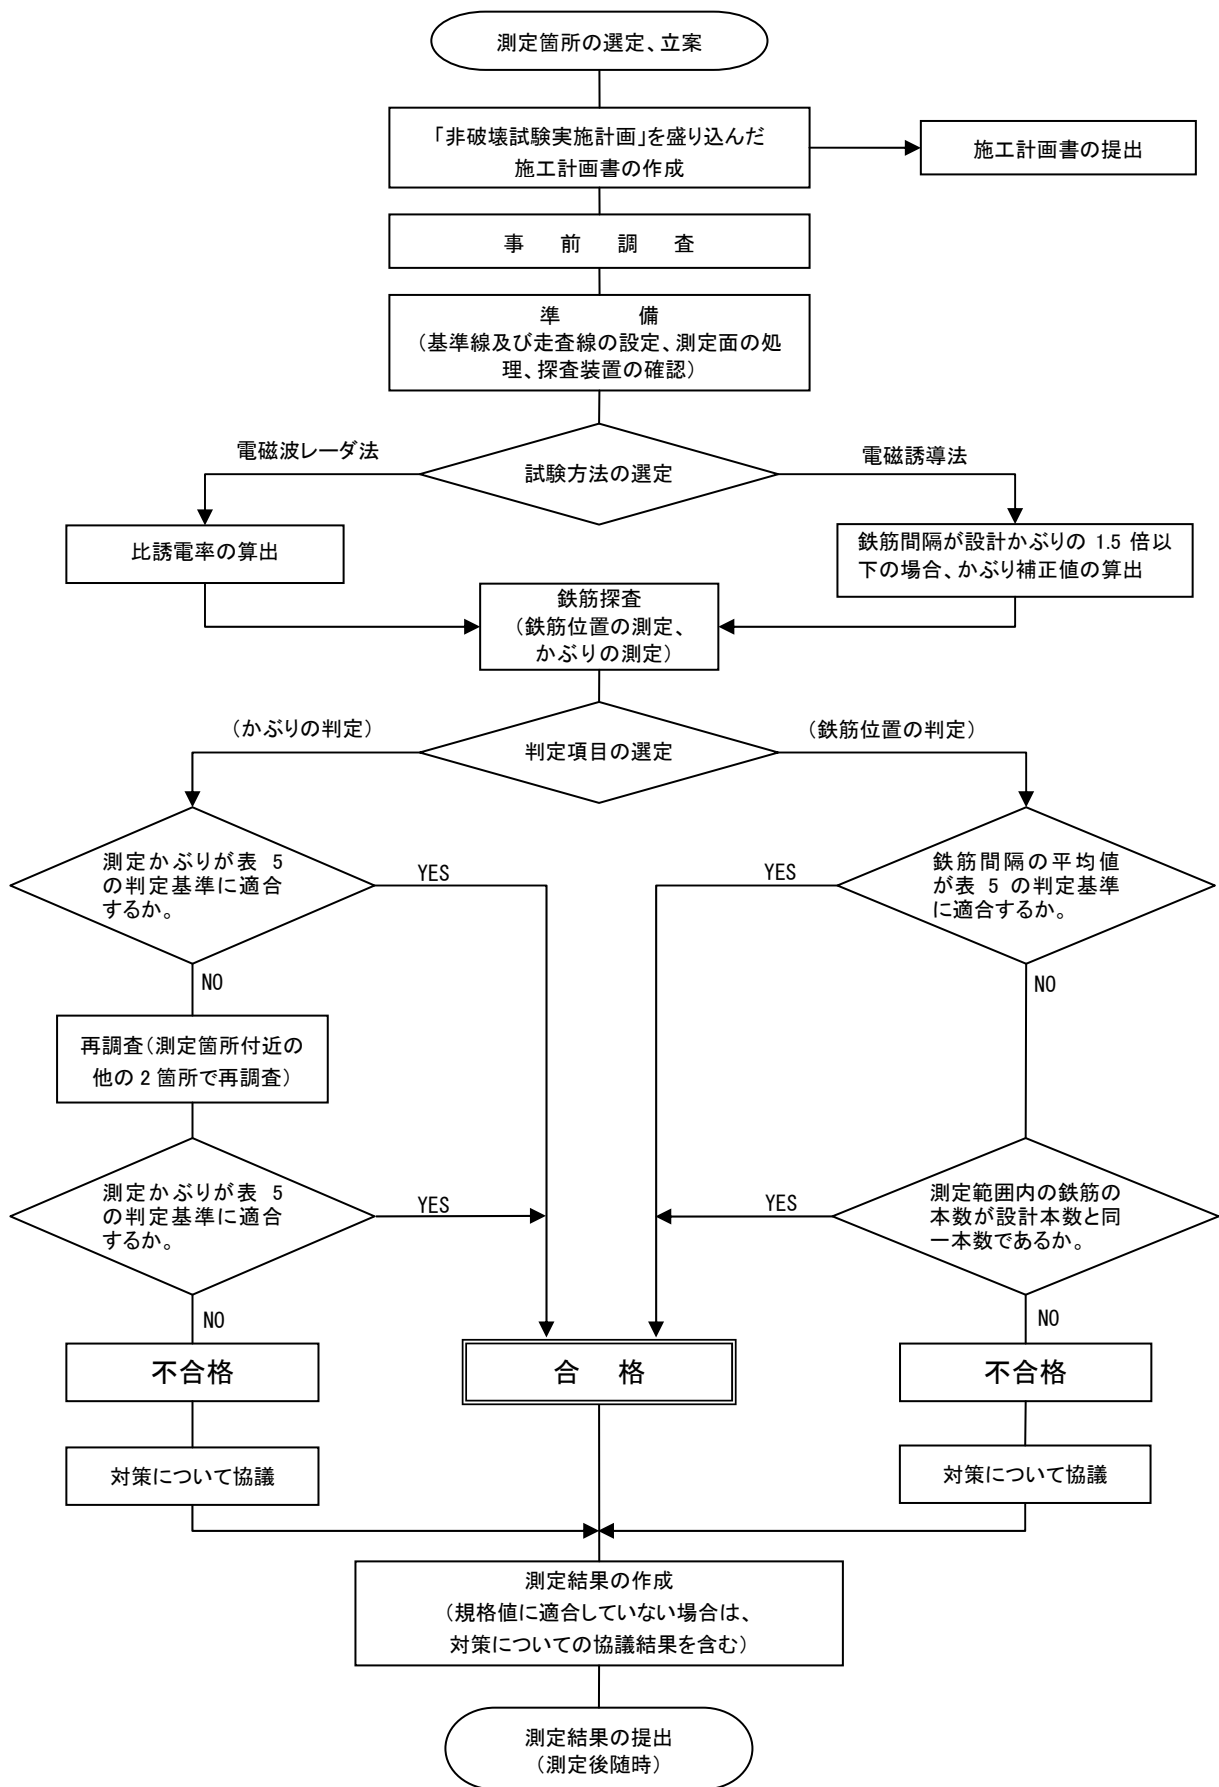 測定箇所の選定、立案
「非破壊試験実施計画」を盛り込んだ
施工計画書の作成
施工計画書の提出
事 前 調 査
準 備
（基準線及び走査線の設定、測定面の処
理、探査装置の確認）
電磁波レーダ法
電磁誘導法
試験方法の選定
比誘電率の算出
鉄筋間隔が設計かぶりの 1.5 倍以
下の場合、かぶり補正値の算出
鉄筋探査
（鉄筋位置の測定、
かぶりの測定）
（かぶりの判定）
（鉄筋位置の判定）
判定項目の選定
測定かぶりが表 5
の判定基準に適合
するか。
YES
YES
鉄筋間隔の平均値
が表 5 の判定基準
に適合するか。
NO
NO
再調査（測定箇所付近の
他の 2 箇所で再調査）
測定かぶりが表 5
の判定基準に適合
するか。
YES
YES
測定範囲内の鉄筋の
本数が設計本数と同
一本数であるか。
NO
NO
不合格
合 格
不合格
対策について協議
対策について協議
測定結果の作成
（規格値に適合していない場合は、
対策についての協議結果を含む）
測定結果の提出
（測定後随時）